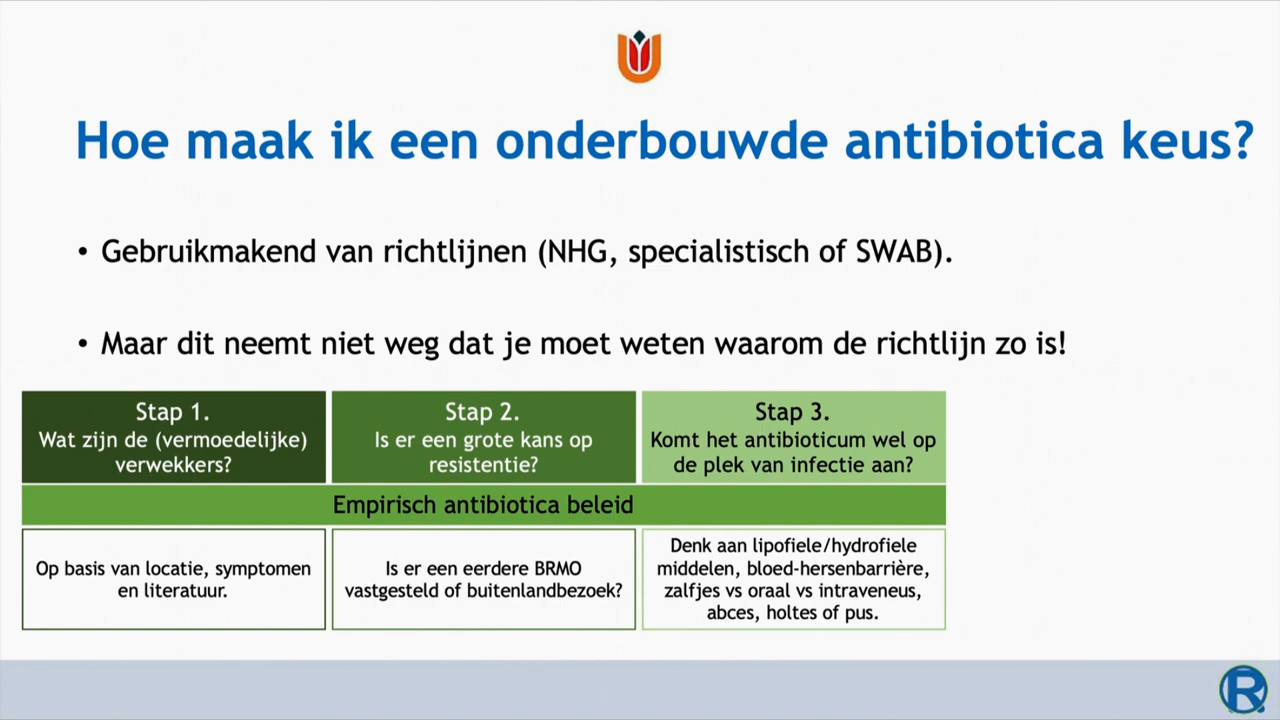 Hoe maak ik een onderbouwde antibiotica keus?
• Gebruikmakend van richtlijnen (NHG, specialistisch of SWAB).
• Maar dit neemt niet weg dat je moet weten waarom de richtlijn zo is!
Stap 1.
Wat zijn de (vermoedelijke)
verwekkers?
Stap 2.
Is er een grote kans op
resistentie?
Stap 3.
Komt het antibioticum wel op
de plek van infectie aan?
Empirisch antibiotica beleid
Op basis van locatie, symptomen
en literatuur.
Is er een eerdere BRMO
vastgesteld of buitenlandbezoek?
Denk aan lipofiele/hydrofiele
middelen, bloed-hersenbarrière,
zalfjes vs oraal vs intraveneus,
abces, holtes of pus.
R